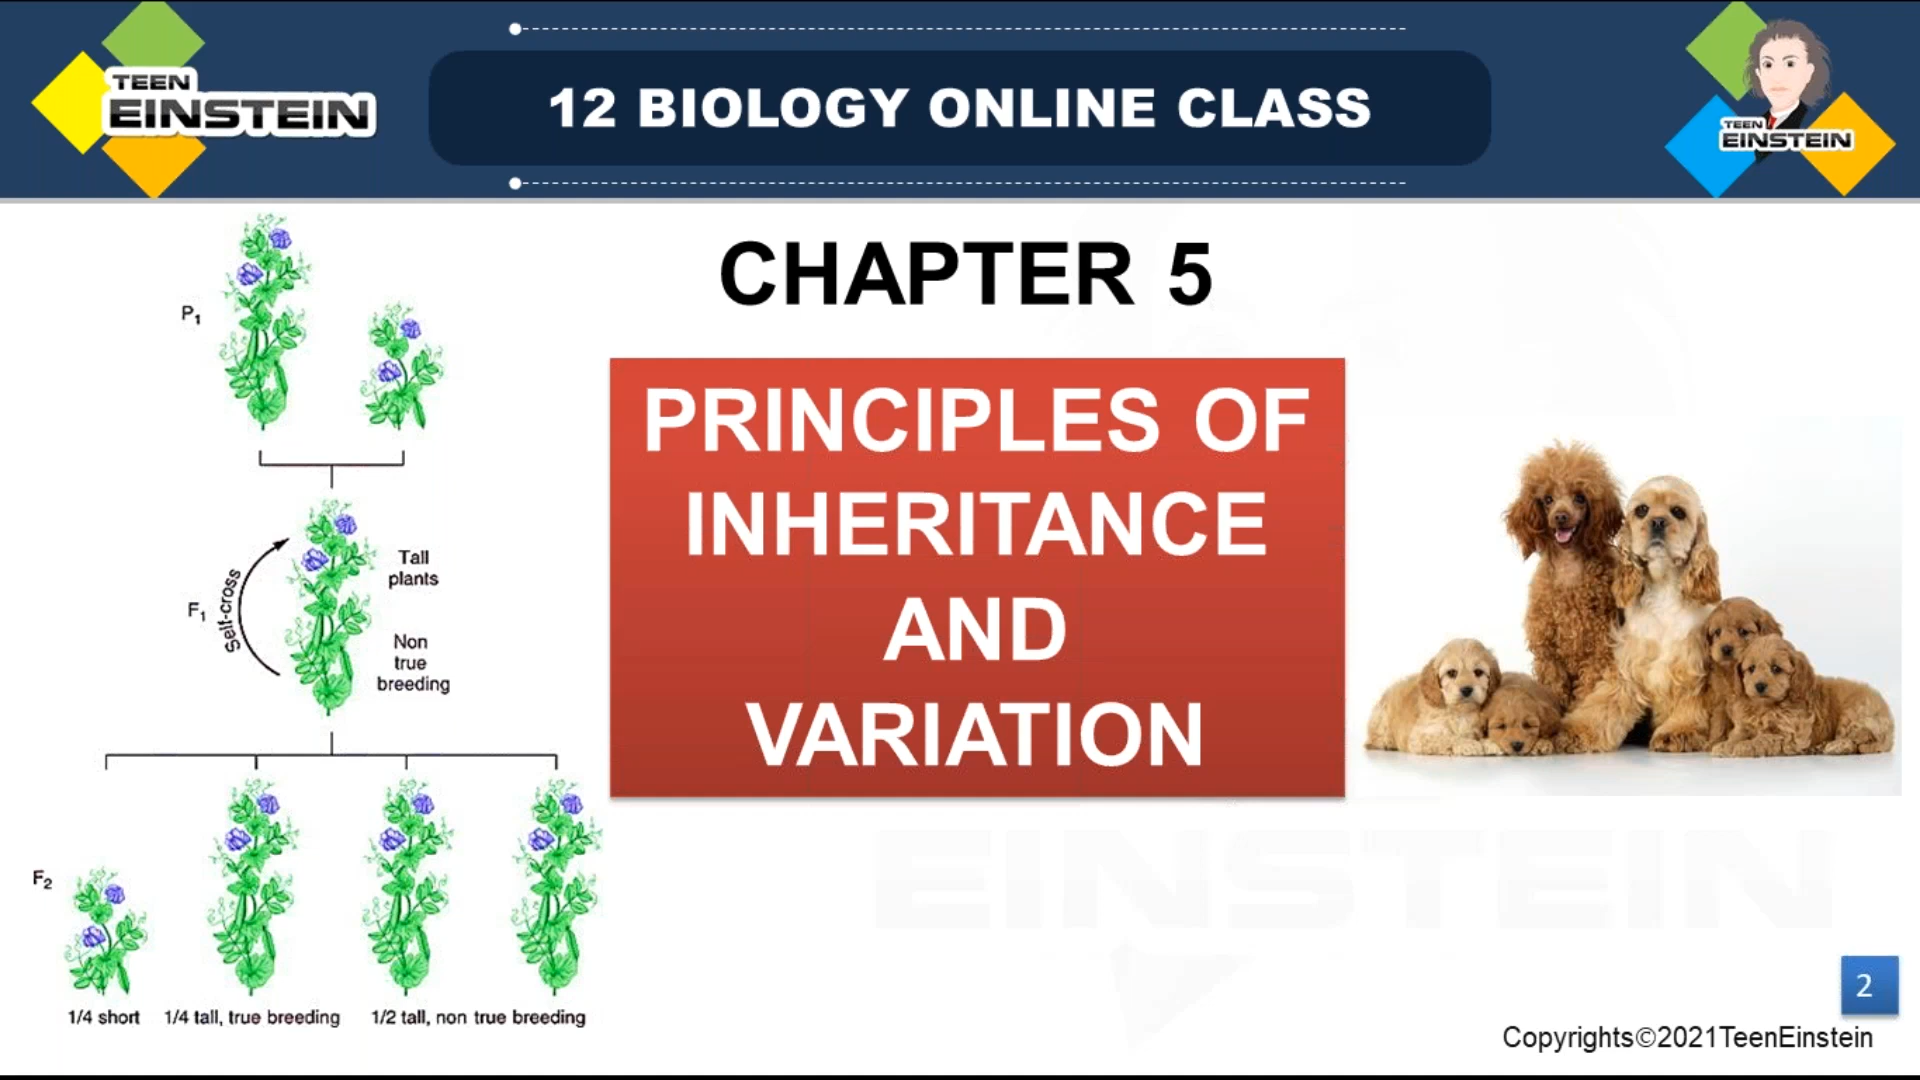 TEEN
EINSTEIN
12 BIOLOGY ONLINE CLASS
TEEN
EINSTEIN
CHAPTER 5
PRINCIPLES OF
INHERITANCE
AND
VARIATION
P1
F1
Self-cross
Tall
plants
Non
true
breeding
F2
1/4 short
1/4 tall, true breeding
1/2 tall, non true breeding
EINSTEIN
2
Copyrights©2021TeenEinstein